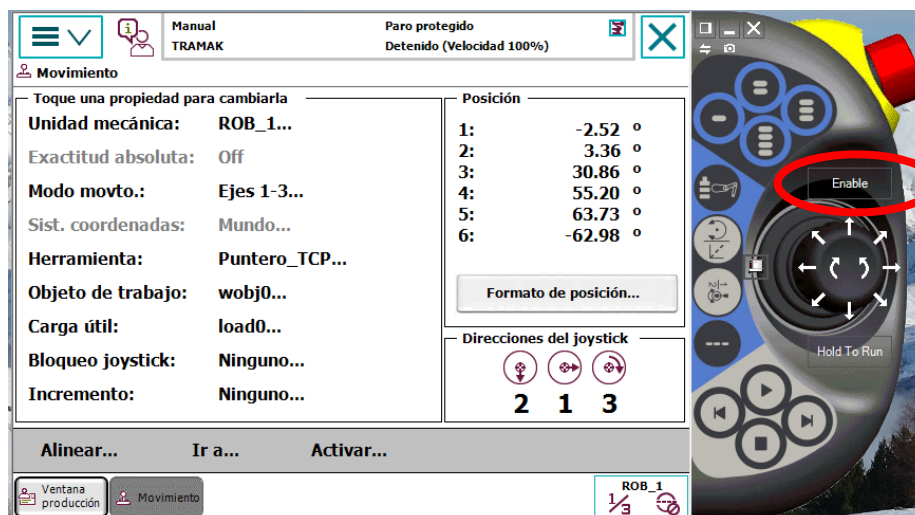 Manual
TRAMAK
Paro protegido
Detenido (Velocidad 100%)
Movimiento
Toque una propiedad para cambiarla
Unidad mecánica: ROB_1...
Exactitud absoluta: Off
Modo movto.: Ejes 1-3...
Sist. coordenadas: Mundo...
Herramienta: Puntero_TCP...
Objeto de trabajo: wobj0...
Carga útil: load0...
Bloqueo joystick: Ninguno...
Incremento: Ninguno...
Posición
1: -2.52 º
2: 3.36 º
3: 30.86 º
4: 55.20 º
5: 63.73 º
6: -62.98 º
Formato de posición...
Direcciones del joystick
2 1 3
Alinear... Ir a... Activar...
Ventana
producción
Movimiento
ROB_1
1/3
Enable
Hold To Run